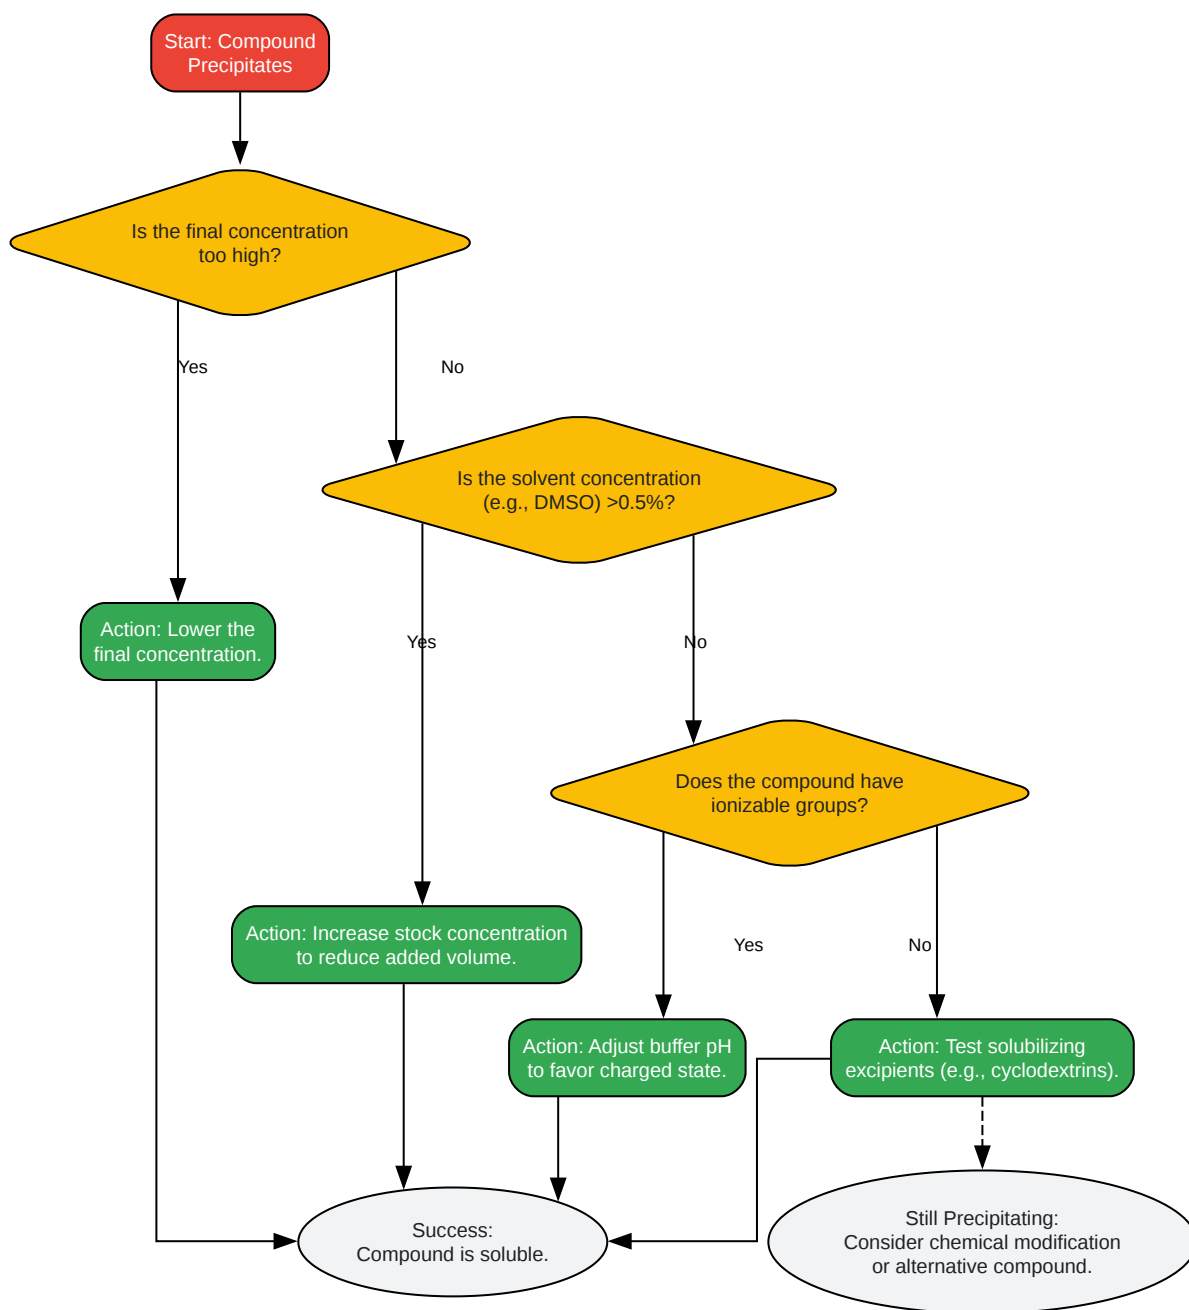 Start: Compound
Precipitates
Is the final concentration
too high?
Yes
No
Is the solvent concentration
(e.g., DMSO) >0.5%?
Action: Lower the
final concentration.
Yes
No
Does the compound have
ionizable groups?
Action: Increase stock concentration
to reduce added volume.
Yes
No
Action: Adjust buffer pH
to favor charged state.
Action: Test solubilizing
excipients (e.g., cyclodextrins).
Success:
Compound is soluble.
Still Precipitating:
Consider chemical modification
or alternative compound.